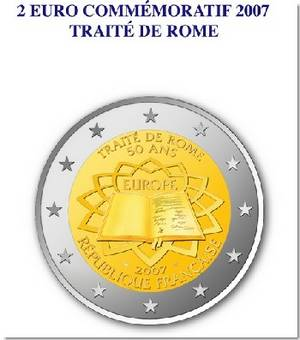 2 EURO COMMÉMORATIF 2007
TRAITÉ DE ROME
TRAITÉ DE ROME
50 ANS
EUROPE
2007
RÉPUBLIQUE FRANÇAISE